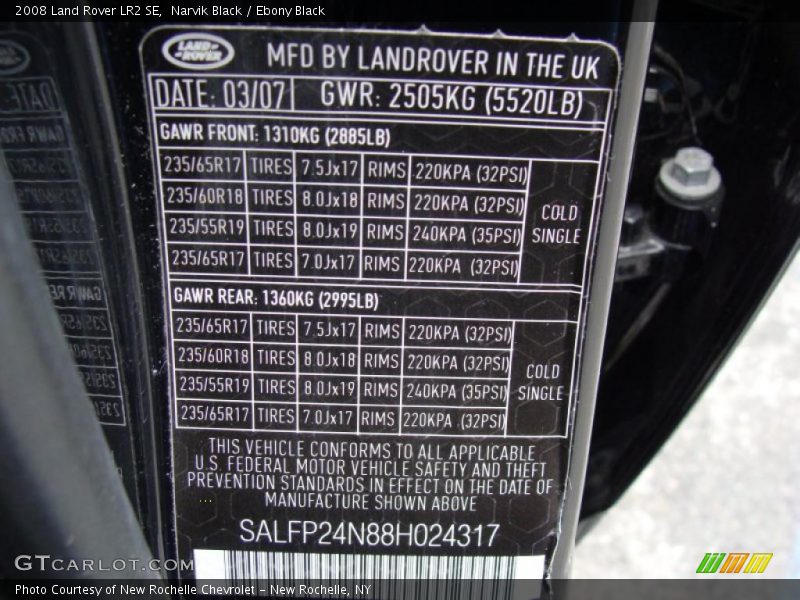 2008 Land Rover LR2 SE, Narvik Black / Ebony Black
LAND-ROVER MFD BY LANDROVER IN THE UK
DATE: 03/07 GWR: 2505KG (5520LB)
GAWR FRONT: 1310KG (2885LB)
235/65R17 TIRES 7.5Jx17 RIMS 220KPA (32PSI)
235/60R18 TIRES 8.0Jx18 RIMS 220KPA (32PSI)
235/55R19 TIRES 8.0Jx19 RIMS 240KPA (35PSI)
235/65R17 TIRES 7.0Jx17 RIMS 220KPA (32PSI)
COLD
SINGLE
GAWR REAR: 1360KG (2995LB)
235/65R17 TIRES 7.5Jx17 RIMS 220KPA (32PSI)
235/60R18 TIRES 8.0Jx18 RIMS 220KPA (32PSI)
235/55R19 TIRES 8.0Jx19 RIMS 240KPA (35PSI)
235/65R17 TIRES 7.0Jx17 RIMS 220KPA (32PSI)
COLD
SINGLE
THIS VEHICLE CONFORMS TO ALL APPLICABLE
U.S. FEDERAL MOTOR VEHICLE SAFETY AND THEFT
PREVENTION STANDARDS IN EFFECT ON THE DATE OF
MANUFACTURE SHOWN ABOVE
SALFP24N88H024317
GTCARLOT.COM
Photo Courtesy of New Rochelle Chevrolet - New Rochelle, NY